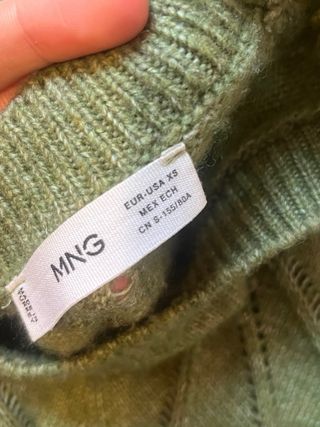 MNG
EUR-USA XS
MEX ECH
CN S-155/80A